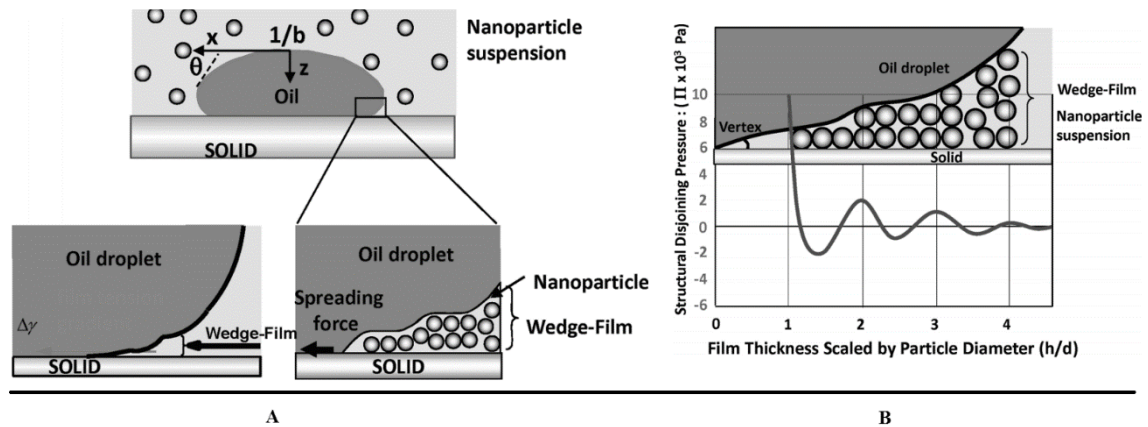 Nanoparticle
suspension
x
1/b
θ
z
Oil
SOLID
Oil droplet
film tension
gradient
Δγ
Wedge-Film
SOLID
Oil droplet
Spreading
force
Nanoparticle
Wedge-Film
SOLID
A
Structural Disjoining Pressure : ( Π x 10³ Pa)
10
8
6
4
2
0
-2
-4
-6
Oil droplet
Vertex
Solid
Wedge-Film
Nanoparticle
suspension
0 1 2 3 4
Film Thickness Scaled by Particle Diameter (h/d)
B